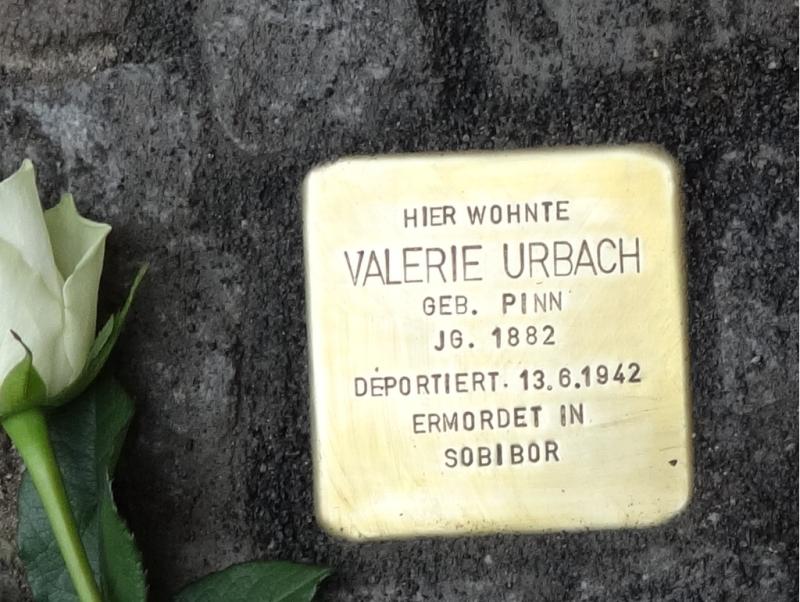 HIER WOHNTE
VALERIE URBACH
GEB. PINN
JG. 1882
DEPORTIERT 13.6.1942
ERMORDET IN
SOBIBOR